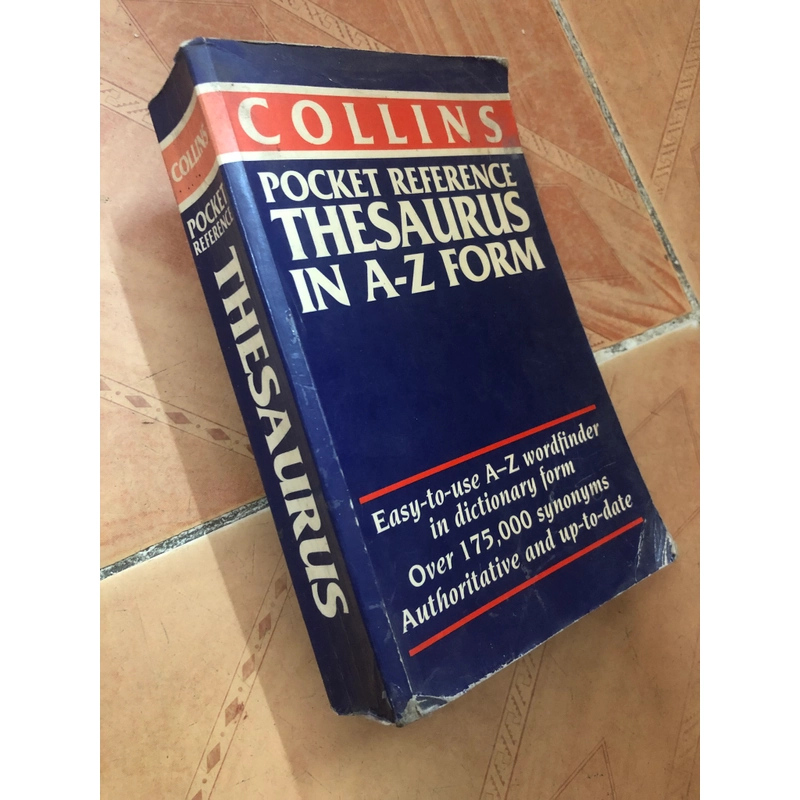 COLLINS
POCKET REFERENCE
THESAURUS
IN A-Z FORM
Easy-to-use A–Z wordfinder
in dictionary form
Over 175,000 synonyms
Authoritative and up-to-date
COLLINS
POCKET
REFERENCE
THESAURUS